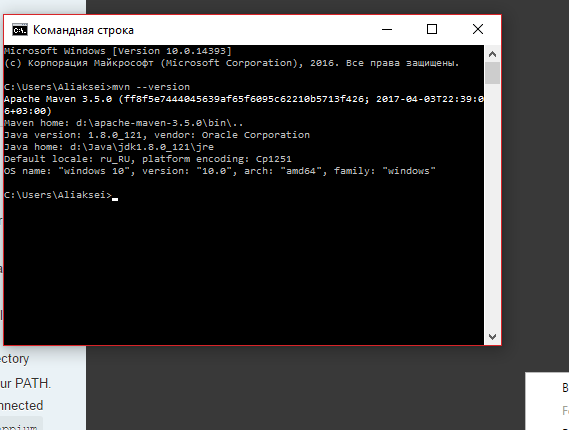 Командная строка
Microsoft Windows [Version 10.0.14393]
(c) Корпорация Майкрософт (Microsoft Corporation), 2016. Все права защищены.
C:\Users\Aliaksei>mvn --version
Apache Maven 3.5.0 (ff8f5e7444045639af65f6095c62210b5713f426; 2017-04-03T22:39:0
6+03:00)
Maven home: d:\apache-maven-3.5.0\bin\..
Java version: 1.8.0_121, vendor: Oracle Corporation
Java home: d:\Java\jdk1.8.0_121\jre
Default locale: ru_RU, platform encoding: Cp1251
OS name: "windows 10", version: "10.0", arch: "amd64", family: "windows"
C:\Users\Aliaksei>
ectory
ur PATH.
nnected